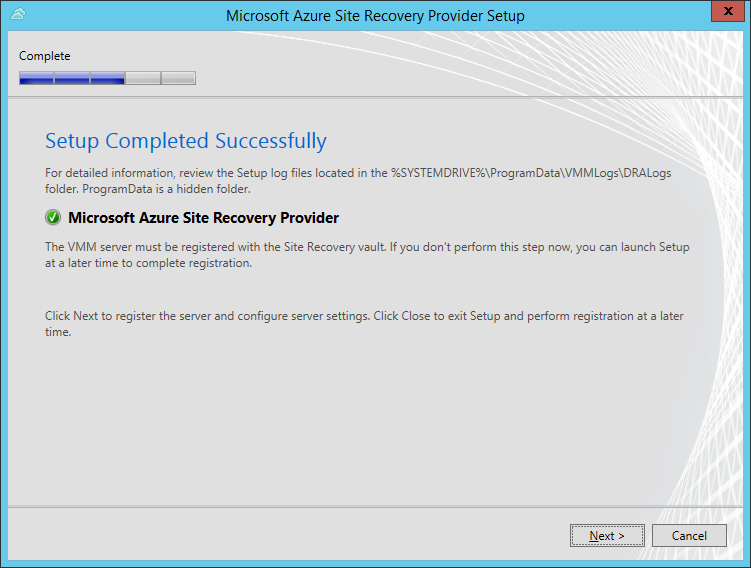 Microsoft Azure Site Recovery Provider Setup
x
Complete
Setup Completed Successfully
For detailed information, review the Setup log files located in the %SYSTEMDRIVE%\ProgramData\VMMLogs\DRALogs
folder. ProgramData is a hidden folder.
Microsoft Azure Site Recovery Provider
The VMM server must be registered with the Site Recovery vault. If you don't perform this step now, you can launch Setup
at a later time to complete registration.
Click Next to register the server and configure server settings. Click Close to exit Setup and perform registration at a later
time.
Next >
Cancel